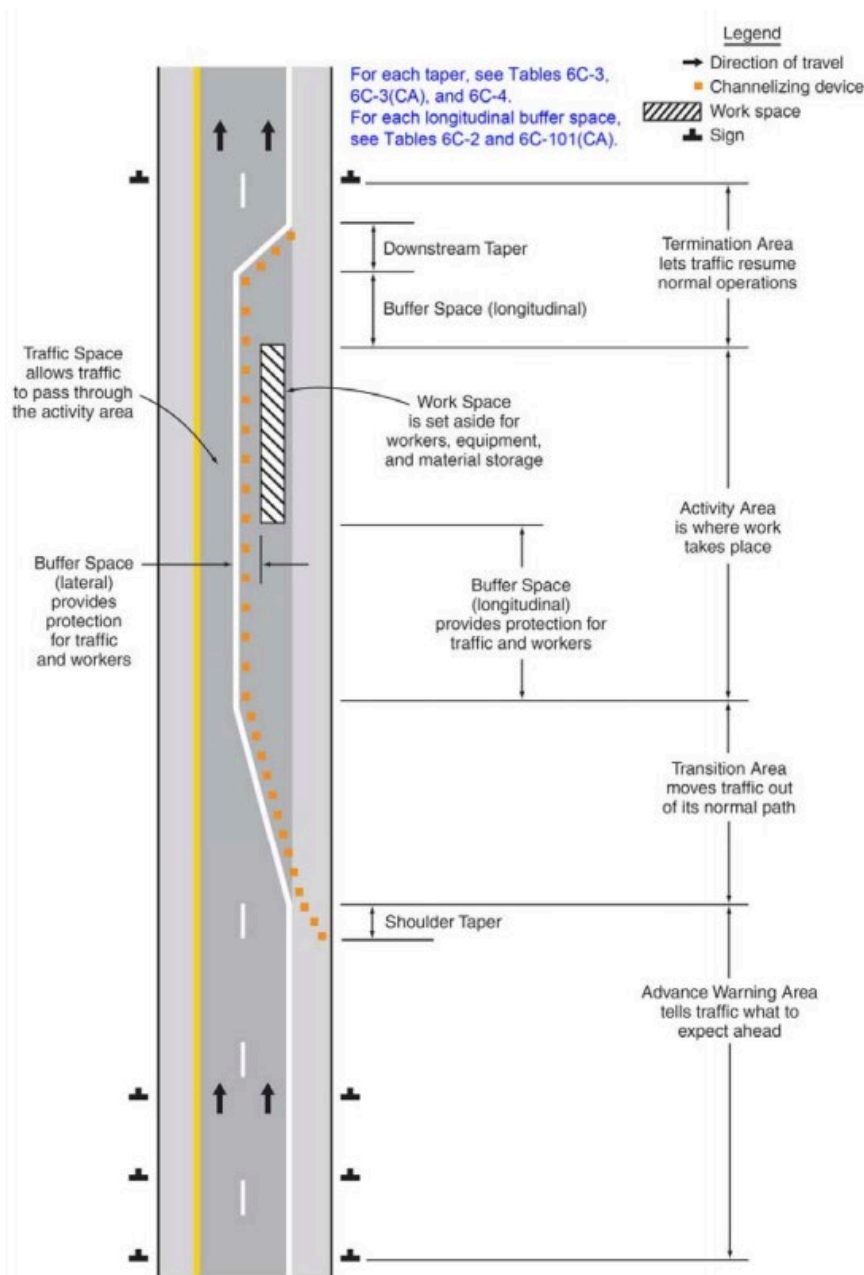 Legend
Direction of travel
Channelizing device
Work space
Sign
For each taper, see Tables 6C-3,
6C-3(CA), and 6C-4.
For each longitudinal buffer space,
see Tables 6C-2 and 6C-101(CA).
Downstream Taper
Termination Area
lets traffic resume
normal operations
Buffer Space (longitudinal)
Traffic Space
allows traffic
to pass through
the activity area
Work Space
is set aside for
workers, equipment,
and material storage
Activity Area
is where work
takes place
Buffer Space
(lateral)
provides
protection
for traffic
and workers
Buffer Space
(longitudinal)
provides protection for
traffic and workers
Transition Area
moves traffic out
of its normal path
Shoulder Taper
Advance Warning Area
tells traffic what to
expect ahead